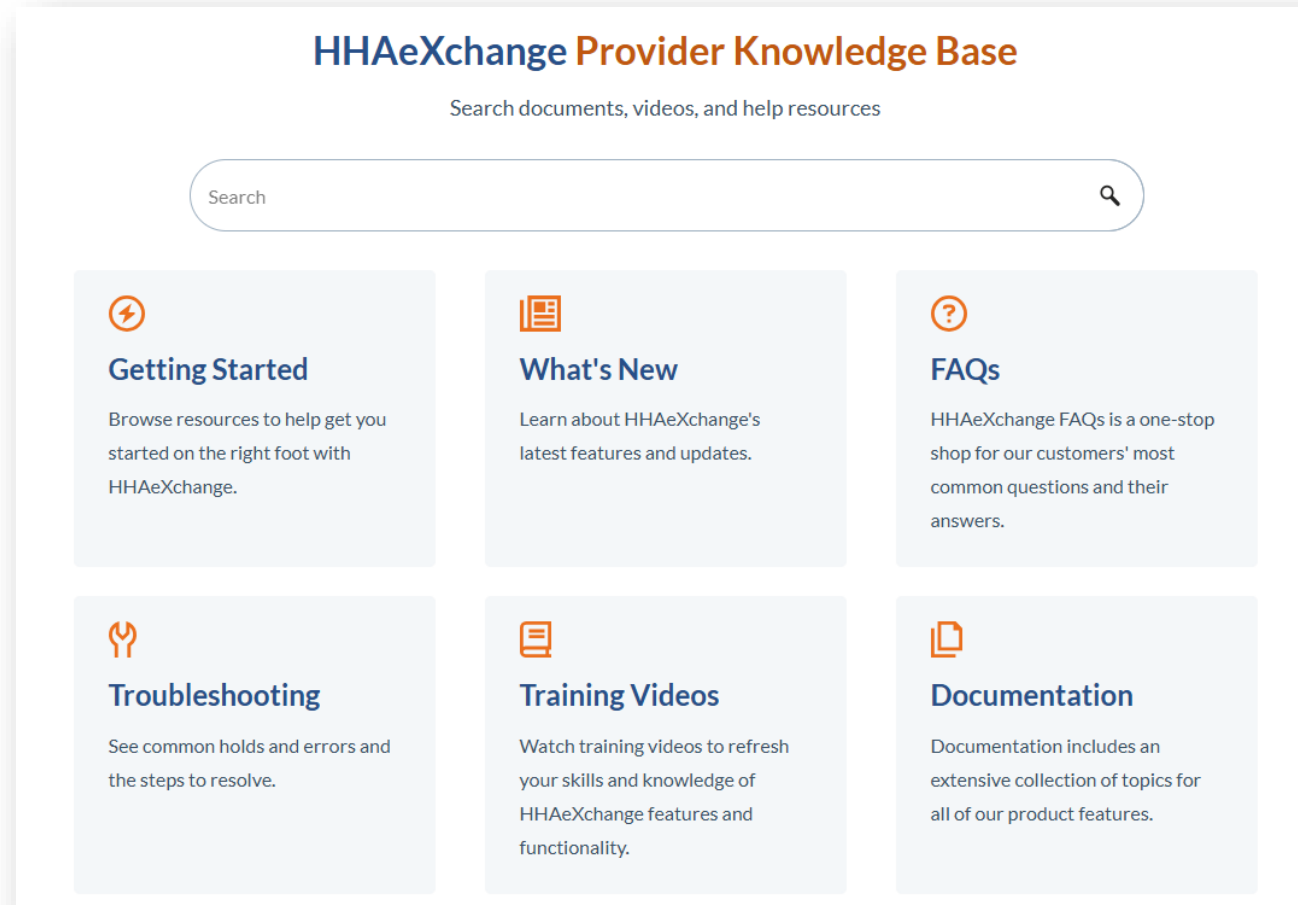 HHAeXchange Provider Knowledge Base
Search documents, videos, and help resources
Search
Getting Started
Browse resources to help get you
started on the right foot with
HHAeXchange.
What's New
Learn about HHAeXchange's
latest features and updates.
FAQs
HHAeXchange FAQs is a one-stop
shop for our customers' most
common questions and their
answers.
Troubleshooting
See common holds and errors and
the steps to resolve.
Training Videos
Watch training videos to refresh
your skills and knowledge of
HHAeXchange features and
functionality.
Documentation
Documentation includes an
extensive collection of topics for
all of our product features.